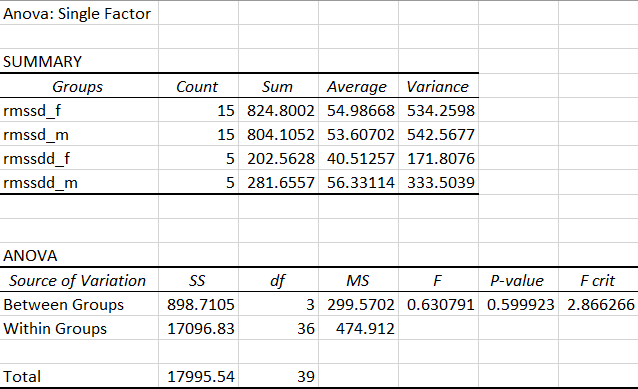 Anova: Single Factor
SUMMARY
Groups Count Sum Average Variance
rmssd_f 15 824.8002 54.98668 534.2598
rmssd_m 15 804.1052 53.60702 542.5677
rmssdd_f 5 202.5628 40.51257 171.8076
rmssdd_m 5 281.6557 56.33114 333.5039
ANOVA
Source of Variation SS df MS F P-value F crit
Between Groups 898.7105 3 299.5702 0.630791 0.599923 2.866266
Within Groups 17096.83 36 474.912
Total 17995.54 39